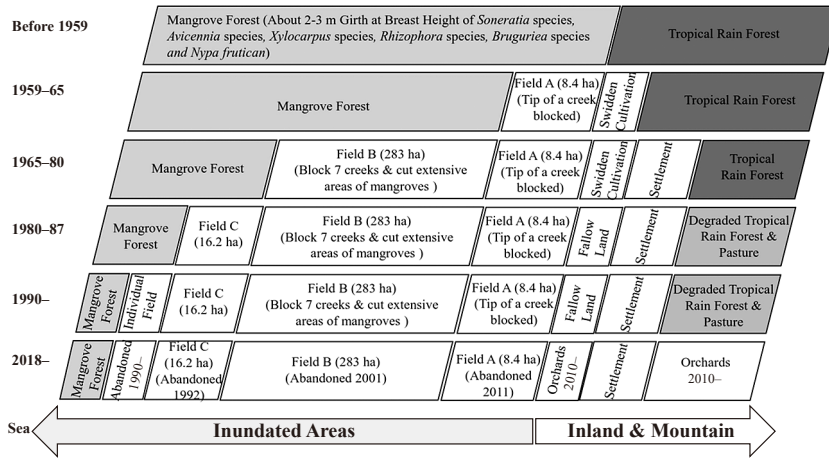 Before 1959
Mangrove Forest (About 2-3 m Girth at Breast Height of Soneratia species,
Avicennia species, Xylocarpus species, Rhizophora species, Bruguriea species
and Nypa frutican)
Tropical Rain Forest
1959–65
Mangrove Forest
Field A (8.4 ha)
(Tip of a creek
blocked)
Swidden
Cultivation
Tropical Rain Forest
1965–80
Mangrove Forest
Field B (283 ha)
(Block 7 creeks & cut extensive
areas of mangroves )
Field A (8.4 ha)
(Tip of a creek
blocked)
Swidden
Cultivation
Settlement
Tropical
Rain Forest
1980–87
Mangrove
Forest
Field C
(16.2 ha)
Field B (283 ha)
(Block 7 creeks & cut extensive
areas of mangroves )
Field A (8.4 ha)
(Tip of a creek
blocked)
Fallow
Land
Settlement
Degraded Tropical
Rain Forest &
Pasture
1990–
Mangrove
Forest
Individual
Field
Field C
(16.2 ha)
Field B (283 ha)
(Block 7 creeks & cut extensive
areas of mangroves )
Field A (8.4 ha)
(Tip of a creek
blocked)
Fallow
Land
Settlement
Degraded Tropical
Rain Forest &
Pasture
2018–
Mangrove
Forest
Abandoned
1990–
Field C
(16.2 ha)
(Abandoned
1992)
Field B (283 ha)
(Abandoned 2001)
Field A (8.4 ha)
(Abandoned
2011)
Orchards
2010–
Settlement
Orchards
2010–
Sea
Inundated Areas
Inland & Mountain